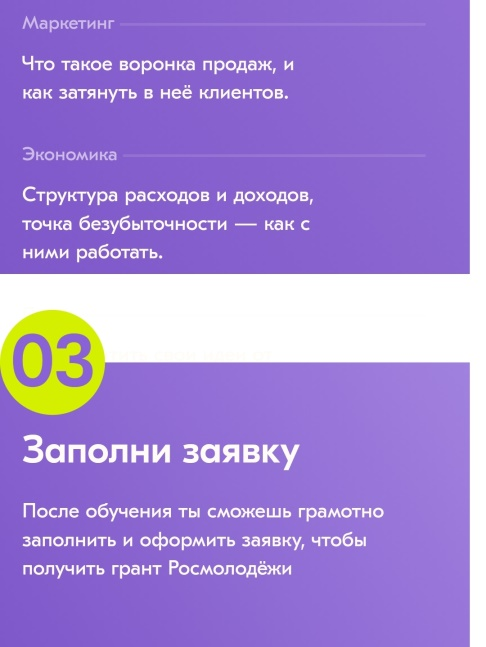 Маркетинг
Что такое воронка продаж, и
как затянуть в неё клиентов.
Экономика
Структура расходов и доходов,
точка безубыточности — как с
ними работать.
03
Заполни заявку
После обучения ты сможешь грамотно
заполнить и оформить заявку, чтобы
получить грант Росмолодёжи